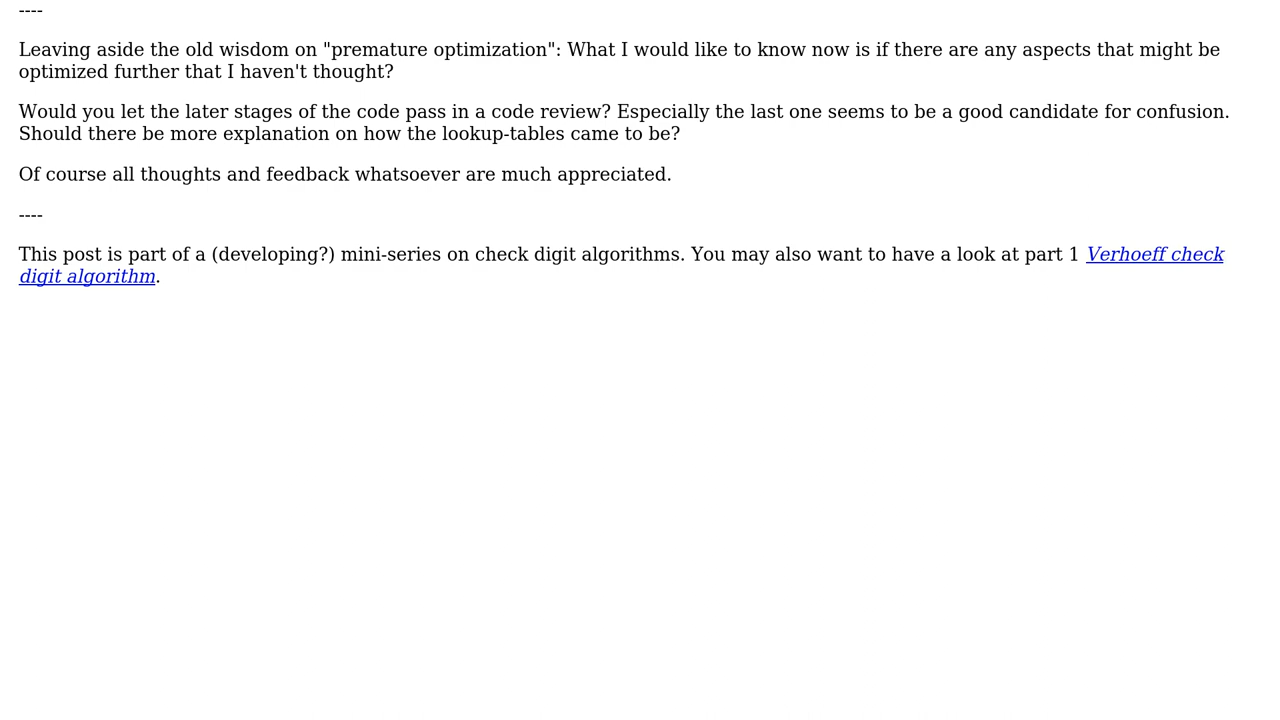 ----
Leaving aside the old wisdom on "premature optimization": What I would like to know now is if there are any aspects that might be
optimized further that I haven't thought?
Would you let the later stages of the code pass in a code review? Especially the last one seems to be a good candidate for confusion.
Should there be more explanation on how the lookup-tables came to be?
Of course all thoughts and feedback whatsoever are much appreciated.
----
This post is part of a (developing?) mini-series on check digit algorithms. You may also want to have a look at part 1 Verhoeff check
digit algorithm.